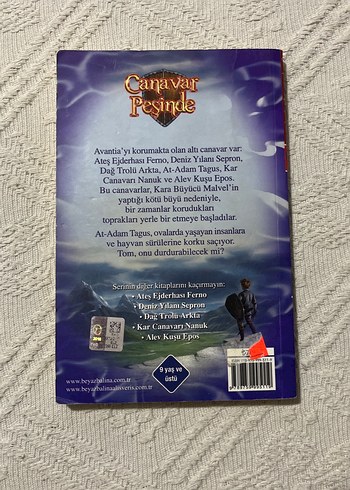 Canavar
Peşinde
Avantia'yı korumakta olan altı canavar var:
Ateş Ejderhası Ferno, Deniz Yılanı Sepron,
Dağ Trolü Arkta, At-Adam Tagus, Kar
Canavarı Nanuk ve Alev Kuşu Epos.
Bu canavarlar, Kara Büyücü Malvel'in
yaptığı kötü büyü nedeniyle,
bir zamanlar korudukları
toprakları yerle bir etmeye başladılar.
At-Adam Tagus, ovalarda yaşayan insanlara
ve hayvan sürülerine korku saçıyor.
Tom, onu durdurabilecek mi?
Serinin diğer kitaplarını kaçırmayın:
• Ateş Ejderhası Ferno
• Deniz Yılanı Sepron
• Dağ Trolü Arkta
• Kar Canavarı Nanuk
• Alev Kuşu Epos
9 yaş ve
üstü
www.beyazbalina.com.tr
www.beyazbalinaalisveris.com.tr